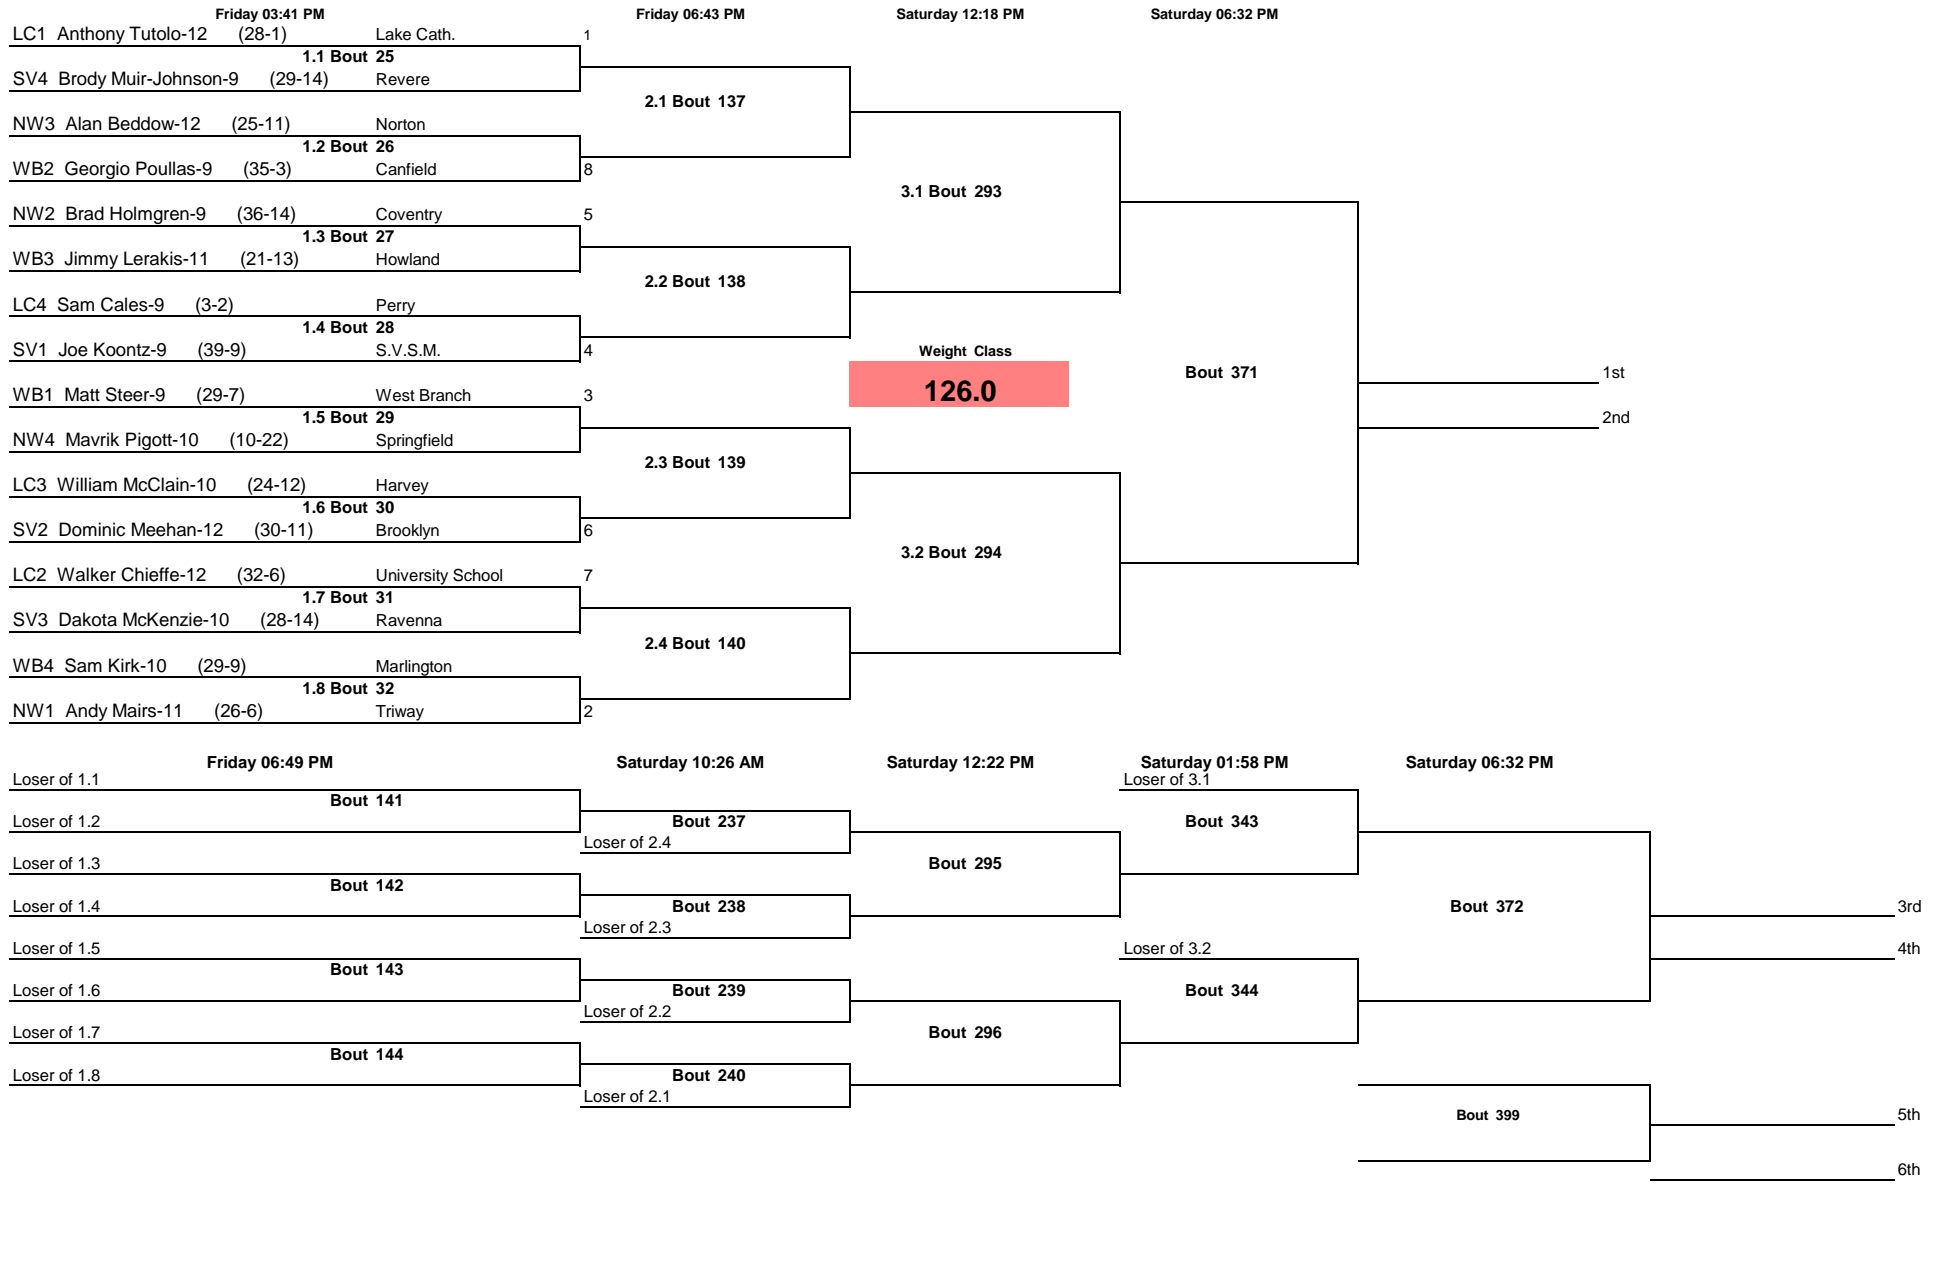 Friday 03:41 PM Friday 06:43 PM Saturday 12:18 PM Saturday 06:32 PM
LC1 Anthony Tutolo-12 (28-1) Lake Cath. 1
1.1 Bout 25
SV4 Brody Muir-Johnson-9 (29-14) Revere
2.1 Bout 137
NW3 Alan Beddow-12 (25-11) Norton
1.2 Bout 26
WB2 Georgio Poullas-9 (35-3) Canfield 8
3.1 Bout 293
NW2 Brad Holmgren-9 (36-14) Coventry 5
1.3 Bout 27
WB3 Jimmy Lerakis-11 (21-13) Howland
2.2 Bout 138
LC4 Sam Cales-9 (3-2) Perry
1.4 Bout 28
SV1 Joe Koontz-9 (39-9) S.V.S.M. 4 Weight Class
Bout 371 1st
WB1 Matt Steer-9 (29-7) West Branch 3 126.0
1.5 Bout 29 2nd
NW4 Mavrik Pigott-10 (10-22) Springfield
2.3 Bout 139
LC3 William McClain-10 (24-12) Harvey
1.6 Bout 30
SV2 Dominic Meehan-12 (30-11) Brooklyn 6
3.2 Bout 294
LC2 Walker Chieffe-12 (32-6) University School 7
1.7 Bout 31
SV3 Dakota McKenzie-10 (28-14) Ravenna
2.4 Bout 140
WB4 Sam Kirk-10 (29-9) Marlington
1.8 Bout 32
NW1 Andy Mairs-11 (26-6) Triway 2
Friday 06:49 PM Saturday 10:26 AM Saturday 12:22 PM Saturday 01:58 PM Saturday 06:32 PM
Loser of 1.1 Loser of 3.1
Bout 141
Loser of 1.2 Bout 237 Bout 343
Loser of 2.4
Loser of 1.3 Bout 295
Bout 142
Loser of 1.4 Bout 238 Bout 372 3rd
Loser of 2.3
Loser of 1.5 Loser of 3.2 4th
Bout 143
Loser of 1.6 Bout 239 Bout 344
Loser of 2.2
Loser of 1.7 Bout 296
Bout 144
Loser of 1.8 Bout 240
Loser of 2.1
Bout 399 5th
6th